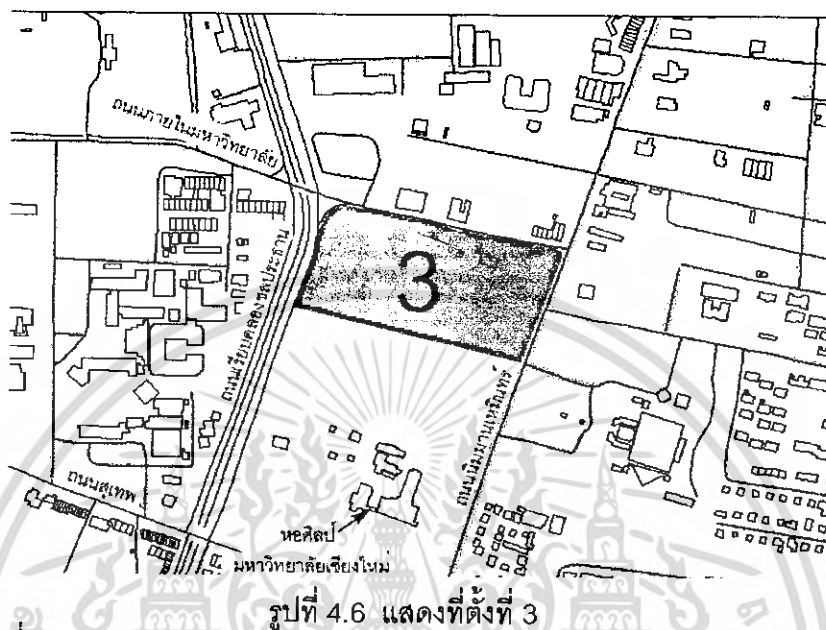 ถนนภายในมหาวิทยาลัย
ถนนเรียบคลองชลประทาน
3
ถนนนิมมานเหมินทร์
ถนนสุเทพ
หอศิลป
มหาวิทยาลัยเชียงใหม่
รูปที่ 4.6 แสดงที่ตั้งที่ 3